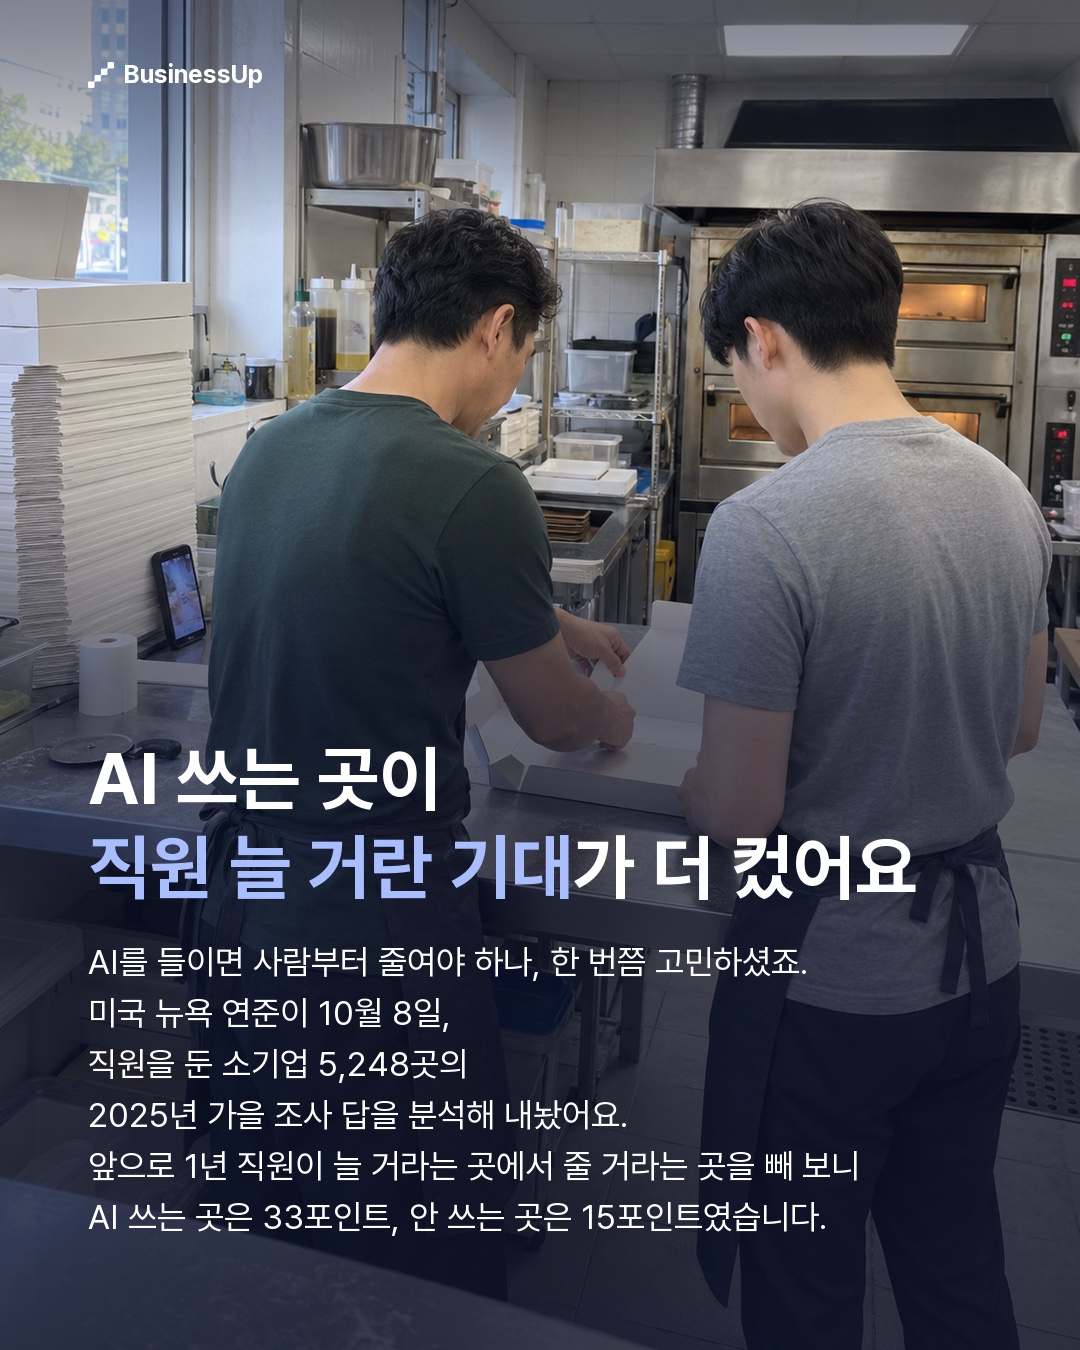 BusinessUp
AI 쓰는 곳이
직원 늘 거란 기대가 더 컸어요
AI를 들이면 사람부터 줄여야 하나, 한 번쯤 고민하셨죠.
미국 뉴욕 연준이 10월 8일,
직원을 둔 소기업 5,248곳의
2025년 가을 조사 답을 분석해 내놨어요.
앞으로 1년 직원이 늘 거라는 곳에서 줄 거라는 곳을 빼 보니
AI 쓰는 곳은 33포인트, 안 쓰는 곳은 15포인트였습니다.